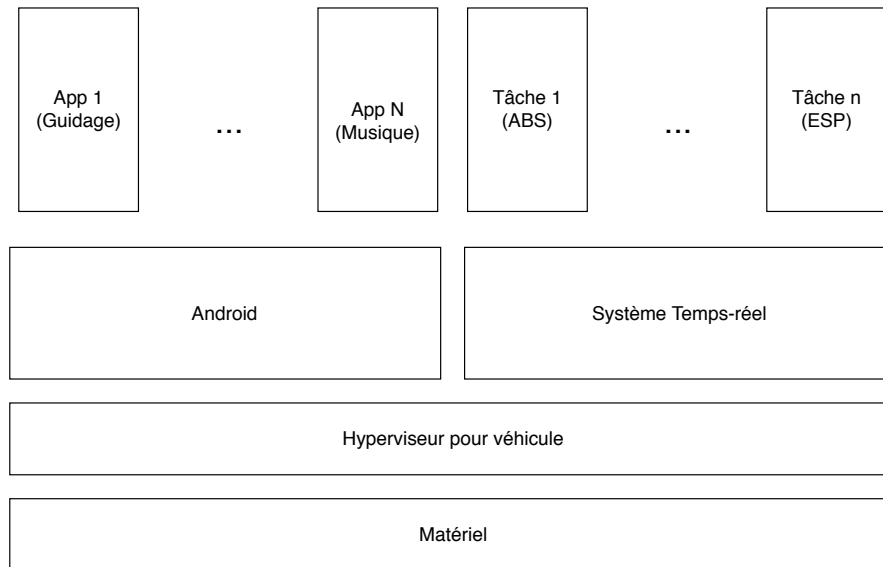 App 1
(Guidage)
...
App N
(Musique)
Tâche 1
(ABS)
...
Tâche n
(ESP)
Android
Système Temps-réel
Hyperviseur pour véhicule
Matériel